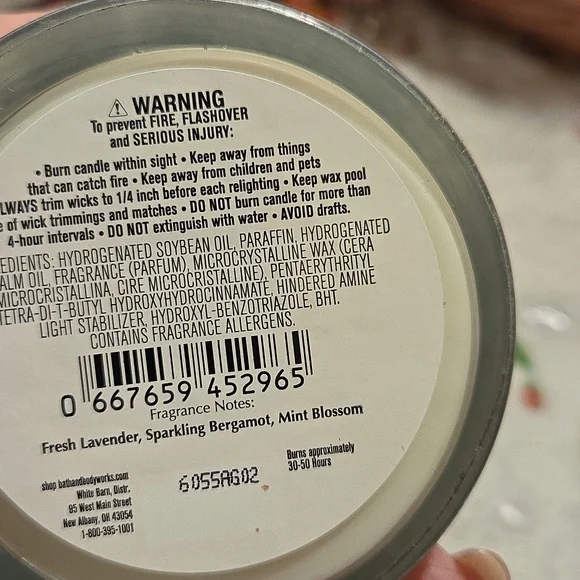 ⚠ WARNING
To prevent FIRE, FLASHOVER
and SERIOUS INJURY:
• Burn candle within sight • Keep away from things
that can catch fire • Keep away from children and pets
LWAYS trim wicks to 1/4 inch before each relighting • Keep wax pool
e of wick trimmings and matches • DO NOT burn candle for more than
4-hour intervals • DO NOT extinguish with water • AVOID drafts.
EDIENTS: HYDROGENATED SOYBEAN OIL, PARAFFIN, HYDROGENATED
ALM OIL, FRAGRANCE (PARFUM), MICROCRYSTALLINE WAX (CERA
MICROCRISTALLINA, CIRE MICROCRISTALLINE), PENTAERYTHRITYL
TETRA-DI-T-BUTYL HYDROXYHYDROCINNAMATE, HINDERED AMINE
LIGHT STABILIZER, HYDROXYL-BENZOTRIAZOLE, BHT.
CONTAINS FRAGRANCE ALLERGENS.
0 667659 452965
Fragrance Notes:
Fresh Lavender, Sparkling Bergamot, Mint Blossom
shop bathandbodyworks.com
White Barn, Distr.
95 West Main Street
New Albany, OH 43054
1-800-395-1001
6055AG02
Burns approximately
30-50 Hours